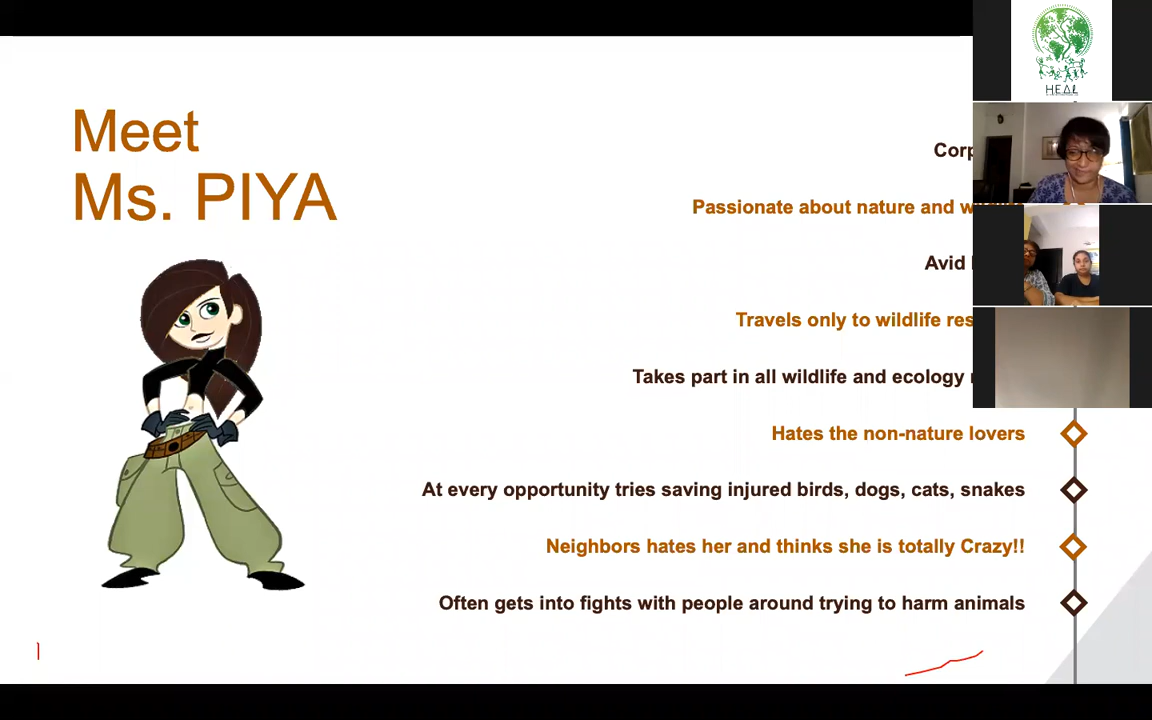 Meet
Ms. PIYA
HEAL
Passionate about nature and
Avid
Travels only to wildlife
Takes part in all wildlife and ecology
Hates the non-nature lovers
At every opportunity tries saving injured birds, dogs, cats, snakes
Neighbors hates her and thinks she is totally Crazy!!
Often gets into fights with people around trying to harm animals